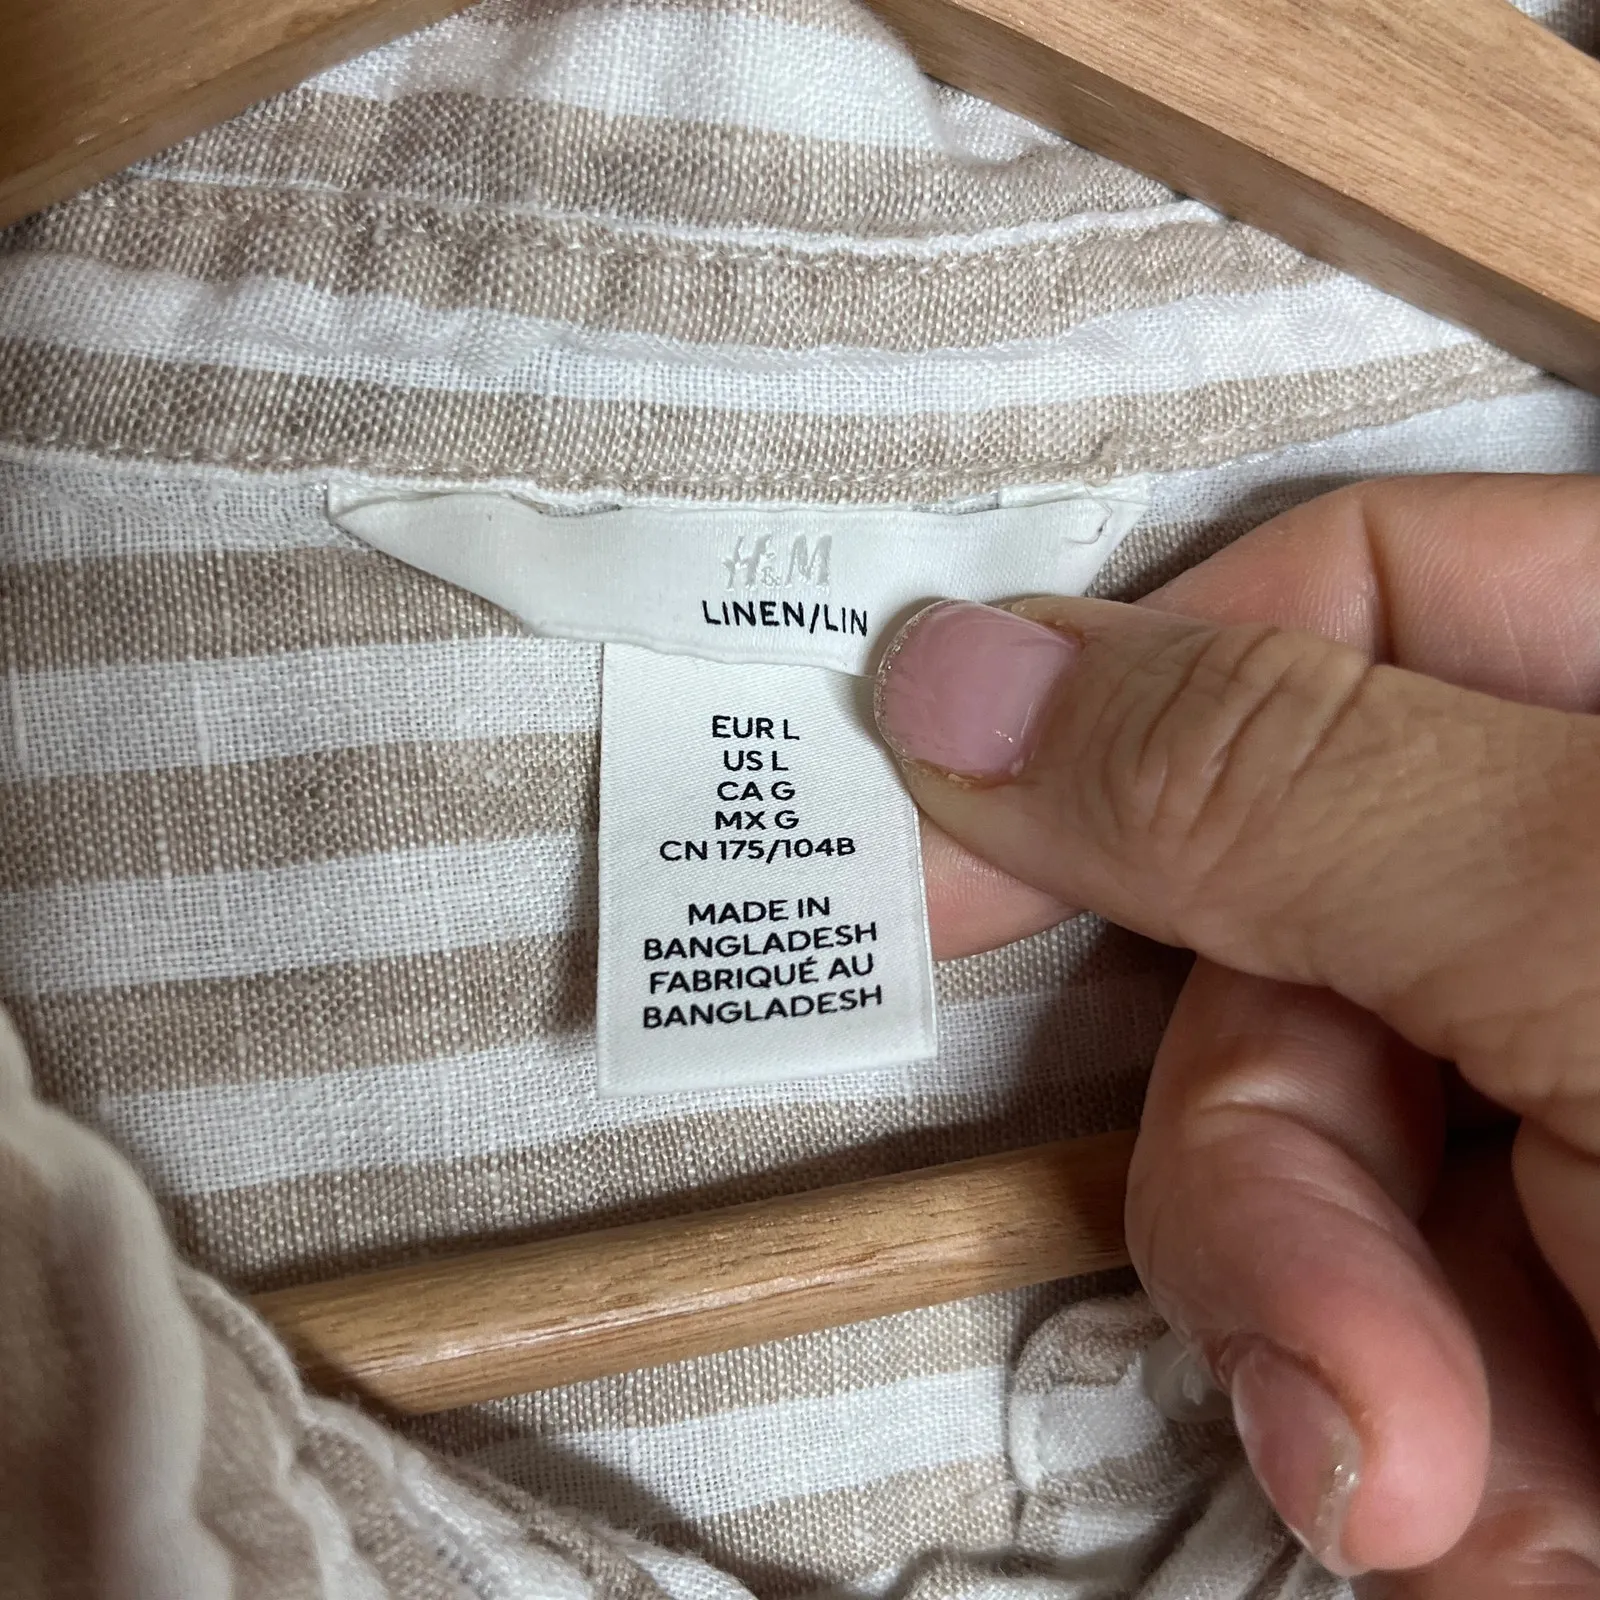 H&M
LINEN/LIN
EUR L
US L
CA G
MX G
CN 175/104B
MADE IN
BANGLADESH
FABRIQUÉ AU
BANGLADESH